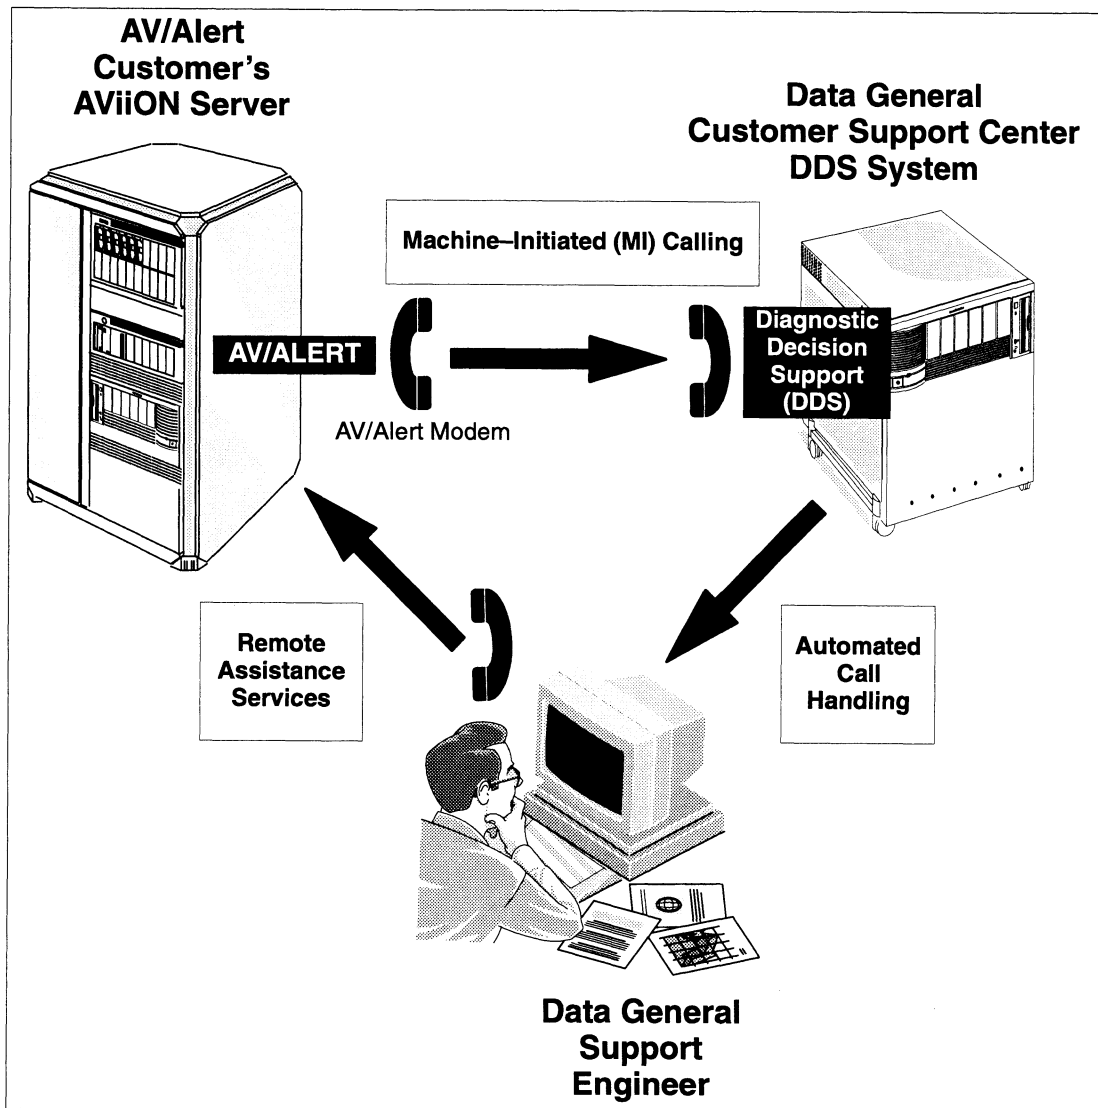 AV/Alert
Customer's
AViiON Server
Data General
Customer Support Center
DDS System
Machine–Initiated (MI) Calling
AV/ALERT
Diagnostic
Decision
Support
(DDS)
AV/Alert Modem
Remote
Assistance
Services
Automated
Call
Handling
Data General
Support
Engineer